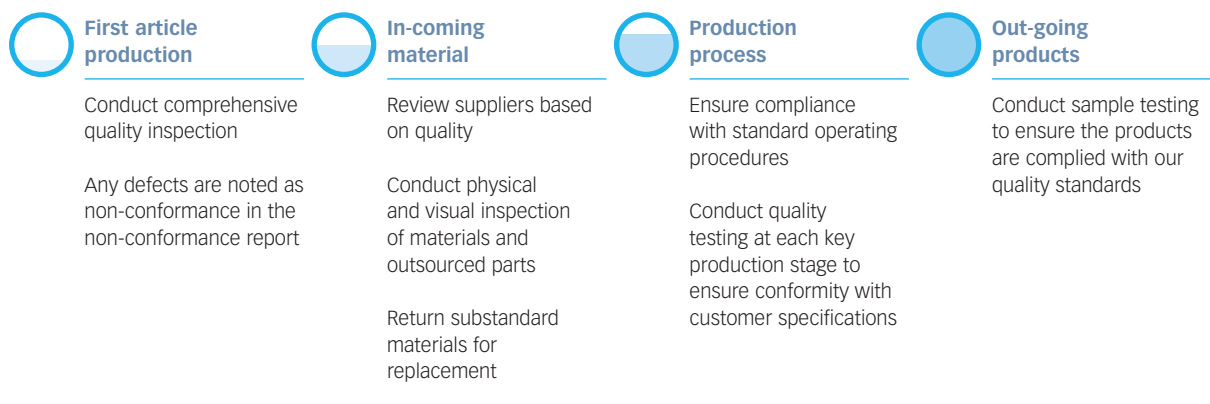 First article
production
Conduct comprehensive
quality inspection
Any defects are noted as
non-conformance in the
non-conformance report
In-coming
material
Review suppliers based
on quality
Conduct physical
and visual inspection
of materials and
outsourced parts
Return substandard
materials for
replacement
Production
process
Ensure compliance
with standard operating
procedures
Conduct quality
testing at each key
production stage to
ensure conformity with
customer specifications
Out-going
products
Conduct sample testing
to ensure the products
are complied with our
quality standards